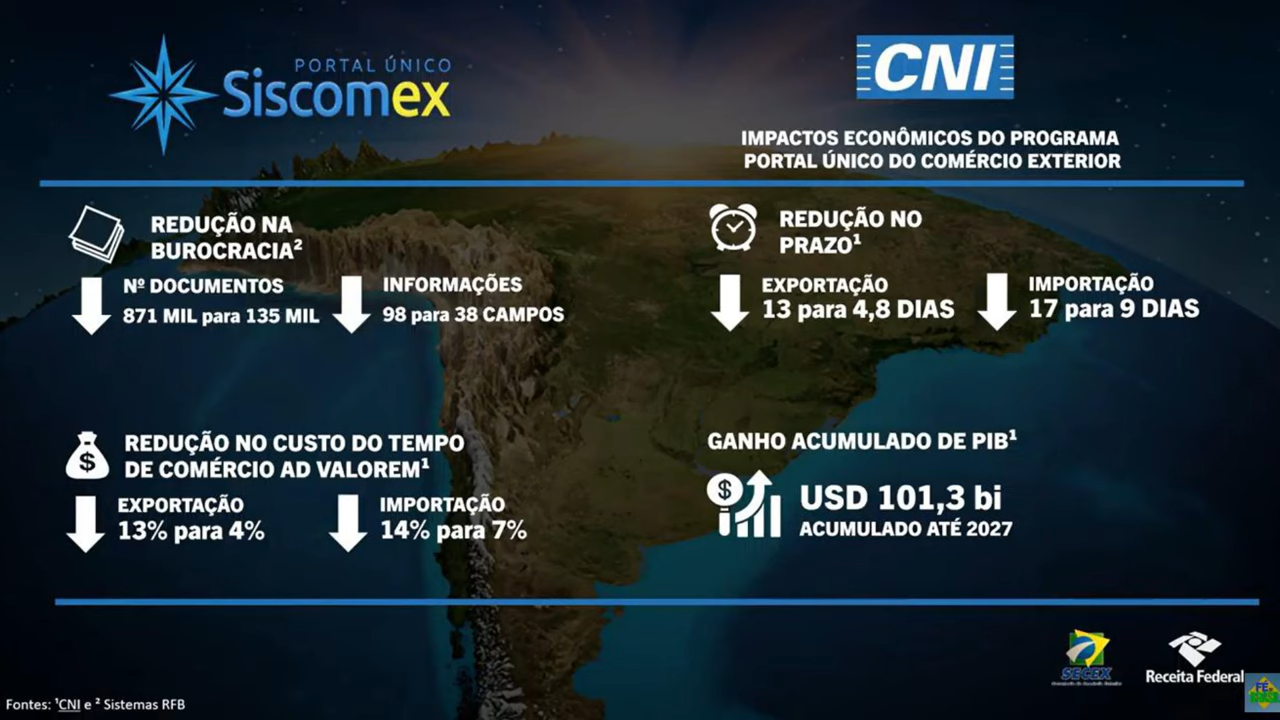 PORTAL ÚNICO
Siscomex
CNI
IMPACTOS ECONÔMICOS DO PROGRAMA
PORTAL ÚNICO DO COMÉRCIO EXTERIOR
REDUÇÃO NA
BUROCRACIA²
Nº DOCUMENTOS
871 MIL para 135 MIL
INFORMAÇÕES
98 para 38 CAMPOS
REDUÇÃO NO
PRAZO¹
EXPORTAÇÃO
13 para 4,8 DIAS
IMPORTAÇÃO
17 para 9 DIAS
$
REDUÇÃO NO CUSTO DO TEMPO
DE COMÉRCIO AD VALOREM¹
EXPORTAÇÃO
13% para 4%
IMPORTAÇÃO
14% para 7%
GANHO ACUMULADO DE PIB¹
$
USD 101,3 bi
ACUMULADO ATÉ 2027
SECEX
Receita Federal
Fontes: ¹CNI e ² Sistemas RFB